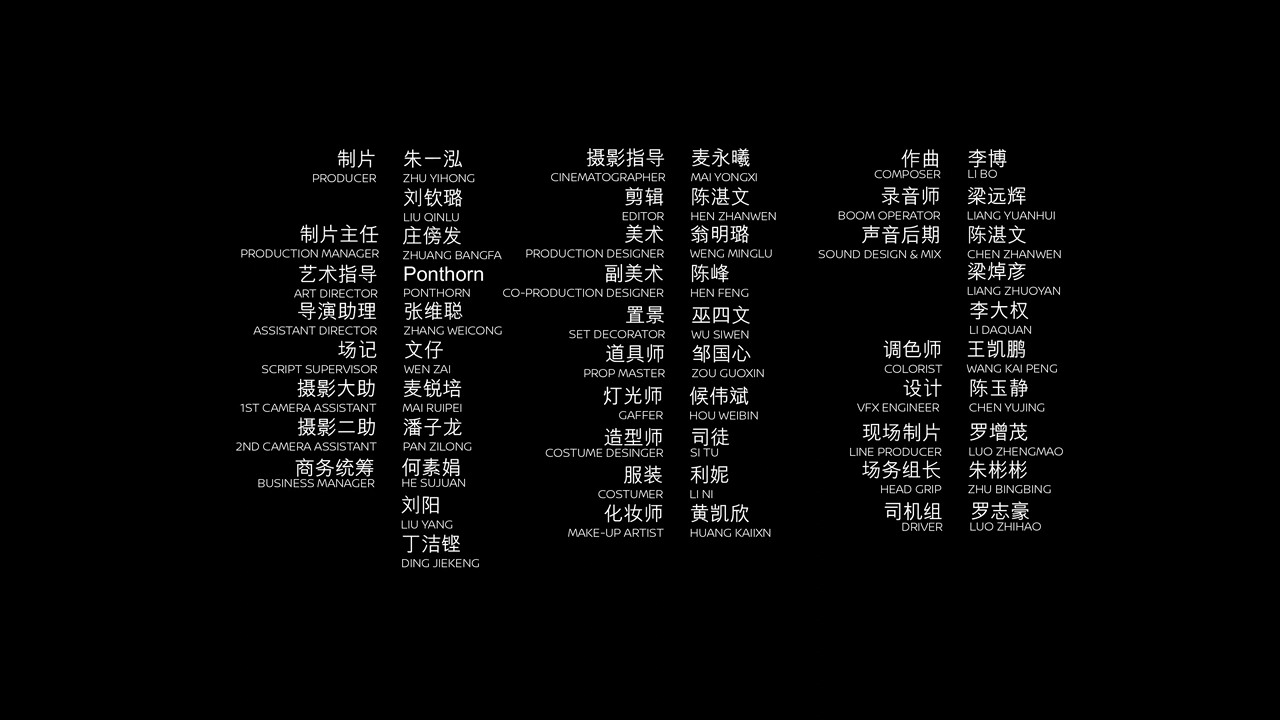 制片 朱一泓
PRODUCER ZHU YIHONG
刘钦璐
LIU QINLU
制片主任 庄傍发
PRODUCTION MANAGER ZHUANG BANGFA
艺术指导 Ponthorn
ART DIRECTOR PONTHORN
导演助理 张维聪
ASSISTANT DIRECTOR ZHANG WEICONG
场记 文仔
SCRIPT SUPERVISOR WEN ZAI
摄影大助 麦锐培
1ST CAMERA ASSISTANT MAI RUIPEI
摄影二助 潘子龙
2ND CAMERA ASSISTANT PAN ZILONG
商务统筹 何素娟
BUSINESS MANAGER HE SUJUAN
刘阳
LIU YANG
丁洁铿
DING JIEKENG
摄影指导 麦永曦
CINEMATOGRAPHER MAI YONGXI
剪辑 陈湛文
EDITOR HEN ZHANWEN
美术 翁明璐
PRODUCTION DESIGNER WENG MINGLU
副美术 陈峰
CO-PRODUCTION DESIGNER HEN FENG
置景 巫四文
SET DECORATOR WU SIWEN
道具师 邹国心
PROP MASTER ZOU GUOXIN
灯光师 候伟斌
GAFFER HOU WEIBIN
造型师 司徒
COSTUME DESINGER SI TU
服装 利妮
COSTUMER LI NI
化妆师 黄凯欣
MAKE-UP ARTIST HUANG KAIIXN
作曲 李博
COMPOSER LI BO
录音师 梁远辉
BOOM OPERATOR LIANG YUANHUI
声音后期 陈湛文
SOUND DESIGN & MIX CHEN ZHANWEN
梁焯彦
LIANG ZHUOYAN
李大权
LI DAQUAN
调色师 王凯鹏
COLORIST WANG KAI PENG
设计 陈玉静
VFX ENGINEER CHEN YUJING
现场制片 罗增茂
LINE PRODUCER LUO ZHENGMAO
场务组长 朱彬彬
HEAD GRIP ZHU BINGBING
司机组 罗志豪
DRIVER LUO ZHIHAO